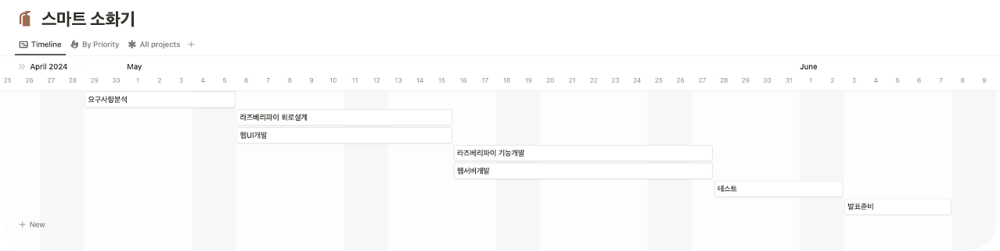 스마트 소화기
Timeline By Priority All projects
April 2024 May June
25 26 27 28 29 30 1 2 3 4 5 6 7 8 9 10 11 12 13 14 15 16 17 18 19 20 21 22 23 24 25 26 27 28 29 30 31 1 2 3 4 5 6 7 8 9
요구사항분석
라즈베리파이 회로설계
웹UI개발
라즈베리파이 기능개발
웹서버개발
테스트
발표준비
+ New